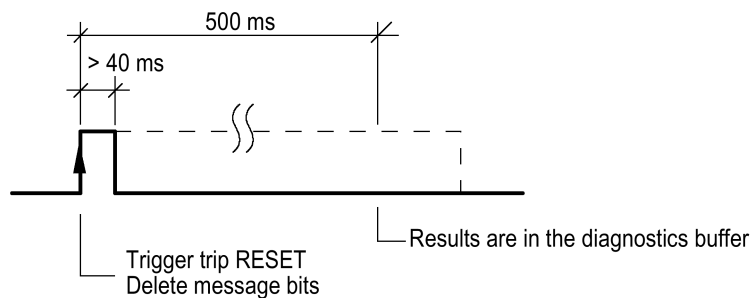 500 ms
> 40 ms
Results are in the diagnostics buffer
Trigger trip RESET
Delete message bits